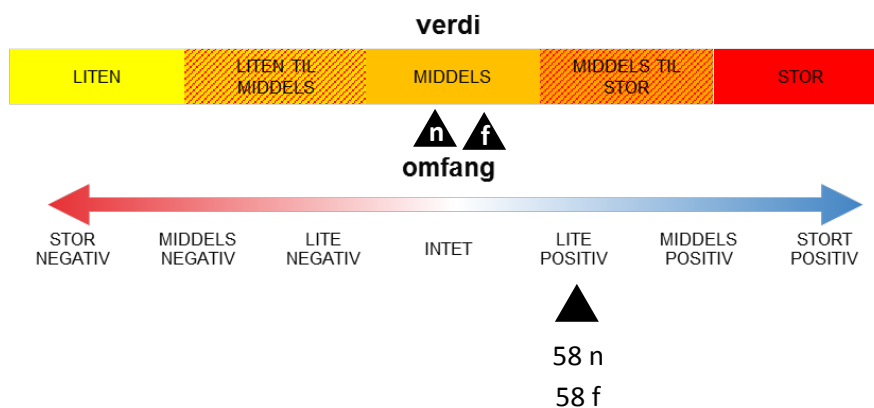 verdi
LITEN
LITEN TIL
MIDDELS
MIDDELS
MIDDELS TIL
STOR
STOR
n
f
omfang
STOR
NEGATIV
MIDDELS
NEGATIV
LITE
NEGATIV
INTET
LITE
POSITIV
MIDDELS
POSITIV
STORT
POSITIV
58 n
58 f